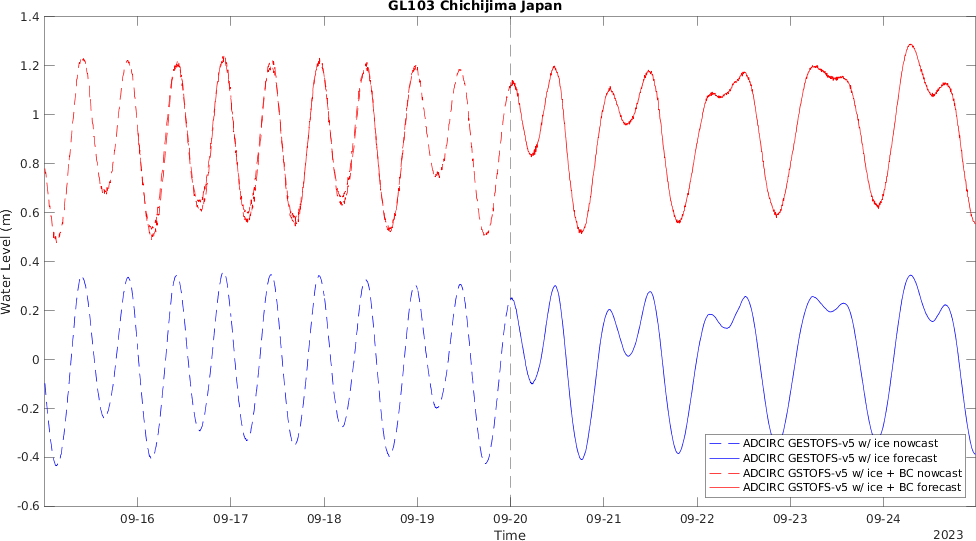 GL103 Chichijima Japan
1.4
1.2
1
0.8
0.6
0.4
0.2
0
-0.2
-0.4
-0.6
Water Level (m)
ADCIRC GESTOFS-v5 w/ ice nowcast
ADCIRC GESTOFS-v5 w/ ice forecast
ADCIRC GSTOFS-v5 w/ ice + BC nowcast
ADCIRC GSTOFS-v5 w/ ice + BC forecast
09-16 09-17 09-18 09-19 09-20 09-21 09-22 09-23 09-24
Time
2023